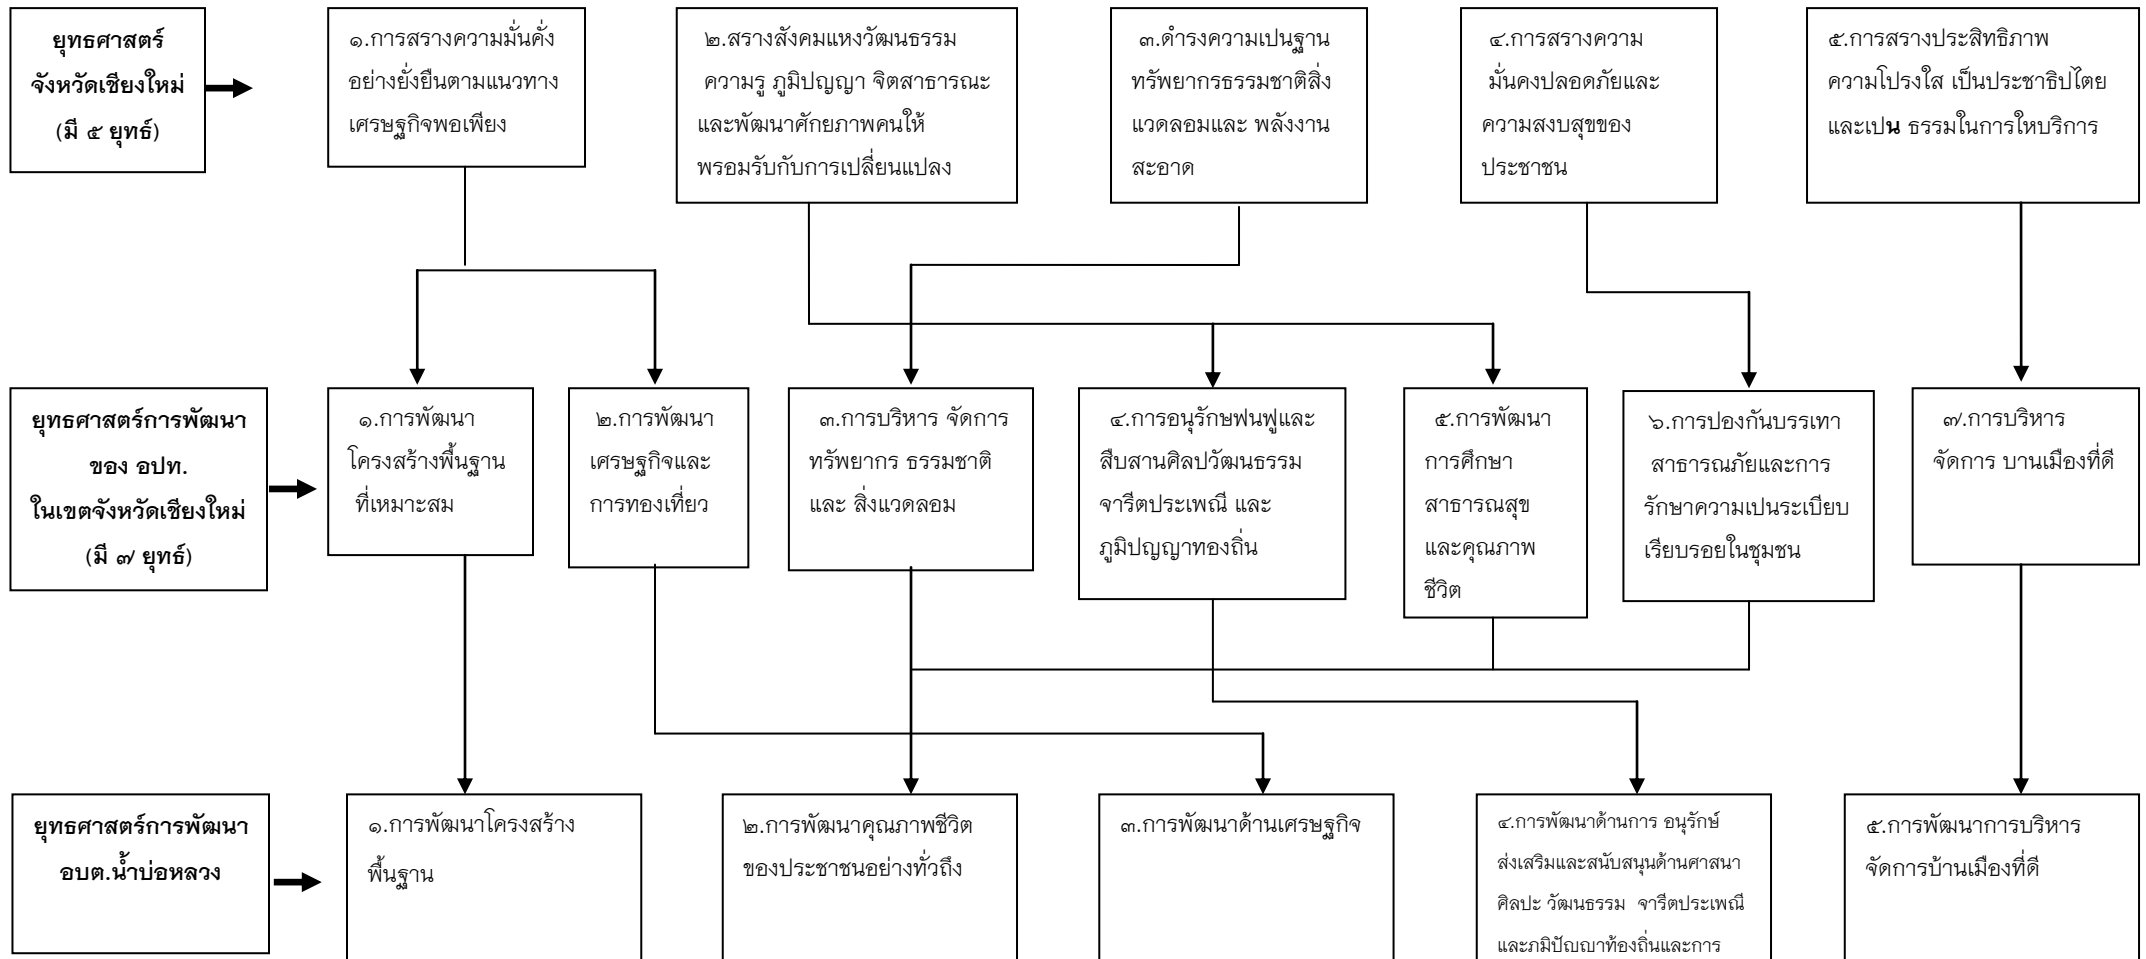 ยุทธศาสตร์
จังหวัดเชียงใหม่
(มี ๕ ยุทธ์)
๑.การสรางความมั่นคั่ง
อย่างยั่งยืนตามแนวทาง
เศรษฐกิจพอเพียง
๒.สรางสังคมแหงวัฒนธรรม
ความรู ภูมิปญญา จิตสาธารณะ
และพัฒนาศักยภาพคนให
พรอมรับกับการเปลี่ยนแปลง
๓.ดํารงความเปนฐาน
ทรัพยากรธรรมชาติสิ่ง
แวดลอมและ พลังงาน
สะอาด
๔.การสรางความ
มั่นคงปลอดภัยและ
ความสงบสุขของ
ประชาชน
๕.การสรางประสิทธิภาพ
ความโปรงใส เป็นประชาธิปไตย
และเปน ธรรมในการใหบริการ
ยุทธศาสตร์การพัฒนา
ของ อปท.
ในเขตจังหวัดเชียงใหม่
(มี ๗ ยุทธ์)
๑.การพัฒนา
โครงสร้างพื้นฐาน
ที่เหมาะสม
๒.การพัฒนา
เศรษฐกิจและ
การทองเที่ยว
๓.การบริหาร จัดการ
ทรัพยากร ธรรมชาติ
และ สิ่งแวดลอม
๔.การอนุรักษฟนฟูและ
สืบสานศิลปวัฒนธรรม
จารีตประเพณี และ
ภูมิปญญาทองถิ่น
๕.การพัฒนา
การศึกษา
สาธารณสุข
และคุณภาพ
ชีวิต
๖.การปองกันบรรเทา
สาธารณภัยและการ
รักษาความเปนระเบียบ
เรียบรอยในชุมชน
๗.การบริหาร
จัดการ บานเมืองที่ดี
ยุทธศาสตร์การพัฒนา
อบต.น้ำบ่อหลวง
๑.การพัฒนาโครงสร้าง
พื้นฐาน
๒.การพัฒนาคุณภาพชีวิต
ของประชาชนอย่างทั่วถึง
๓.การพัฒนาด้านเศรษฐกิจ
๔.การพัฒนาด้านการ อนุรักษ์
ส่งเสริมและสนับสนุนด้านศาสนา
ศิลปะ วัฒนธรรม จารีตประเพณี
และภมิปัญญาท้องถิ่นและการ
๕.การพัฒนาการบริหาร
จัดการบ้านเมืองที่ดี